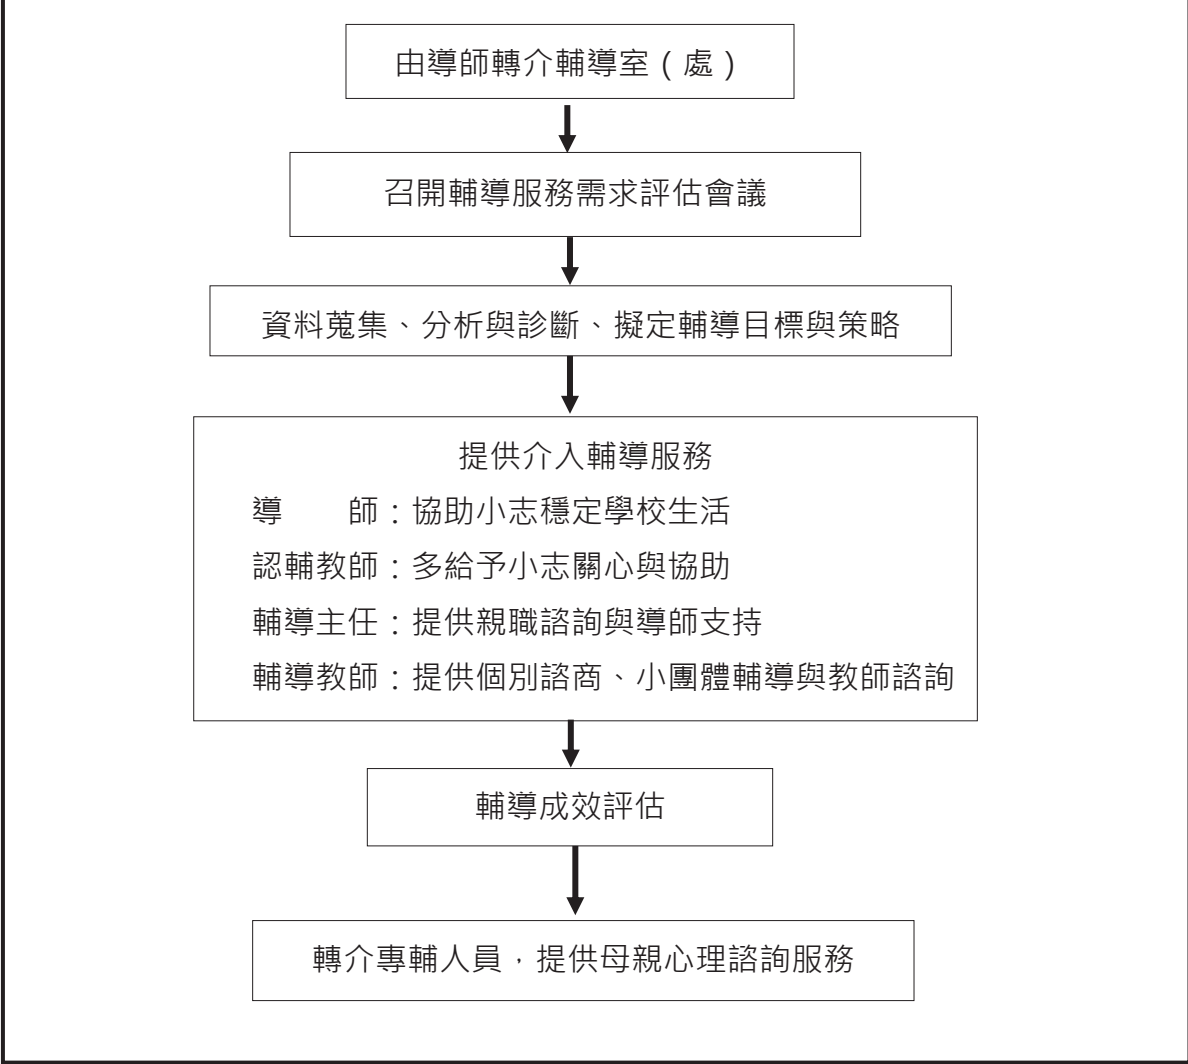 由導師轉介輔導室（處）
召開輔導服務需求評估會議
資料蒐集、分析與診斷、擬定輔導目標與策略
提供介入輔導服務
導　　師：協助小志穩定學校生活
認輔教師：多給予小志關心與協助
輔導主任：提供親職諮詢與導師支持
輔導教師：提供個別諮商、小團體輔導與教師諮詢
輔導成效評估
轉介專輔人員，提供母親心理諮詢服務